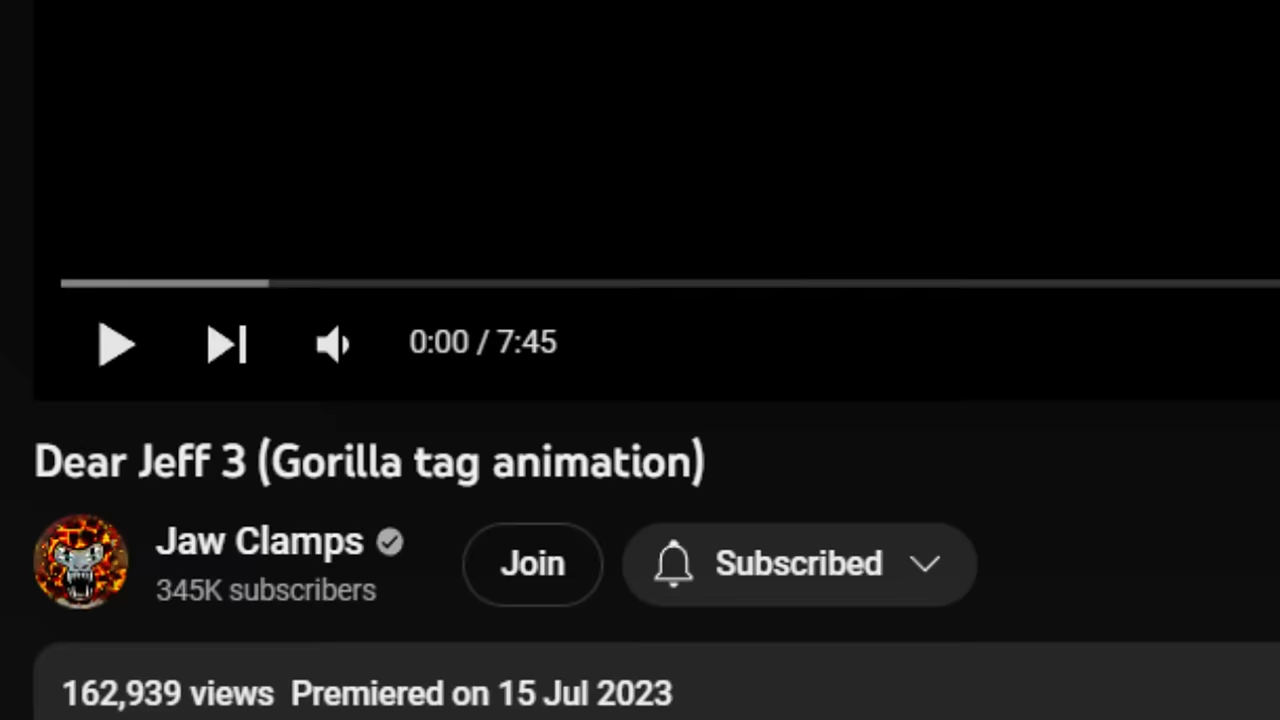 0:00 / 7:45
Dear Jeff 3 (Gorilla tag animation)
Jaw Clamps
345K subscribers
Join
Subscribed
162,939 views Premiered on 15 Jul 2023